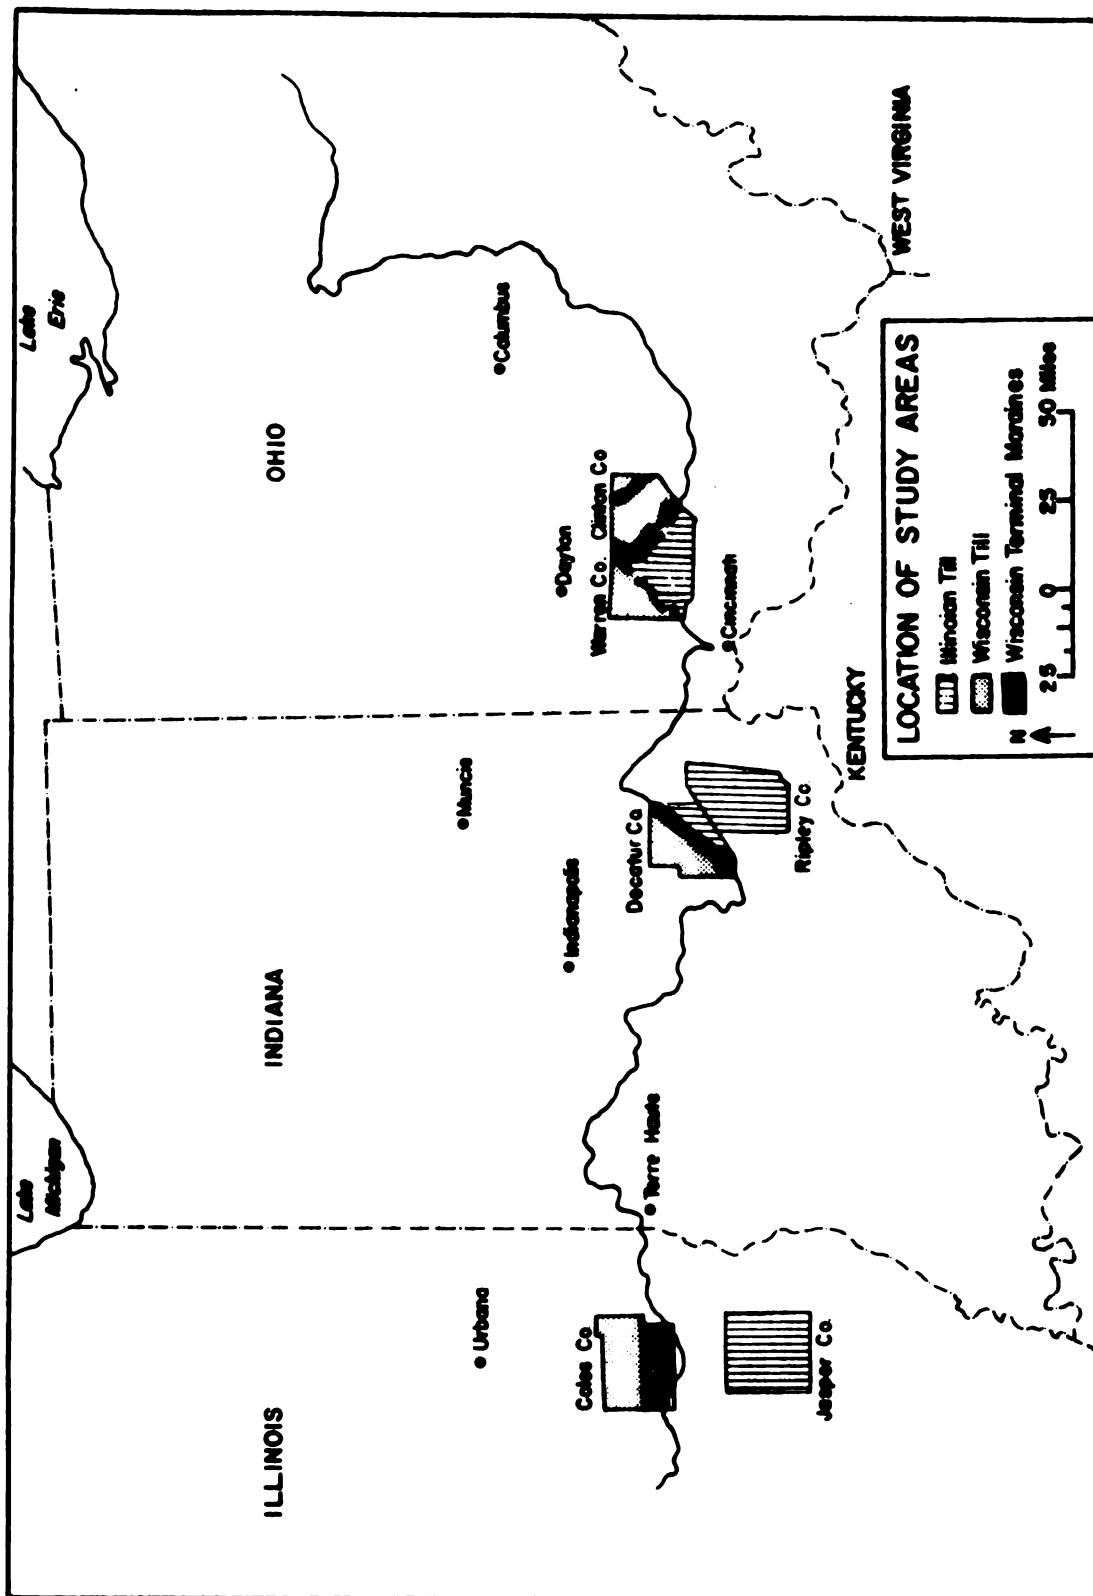 Lake
Michigan
Lake
Erie
ILLINOIS
INDIANA
OHIO
Urbana
Muncie
Columbus
Indianapolis
Dayton
Coles Co
Terre Haute
Decatur Co
Warren Co. Clinton Co
Cincinnati
Jasper Co.
Ripley Co.
KENTUCKY
WEST VIRGINIA
LOCATION OF STUDY AREAS
Illinoian Till
Wisconsin Till
Wisconsin Terminal Moraines
N
25 0 25 50 Miles